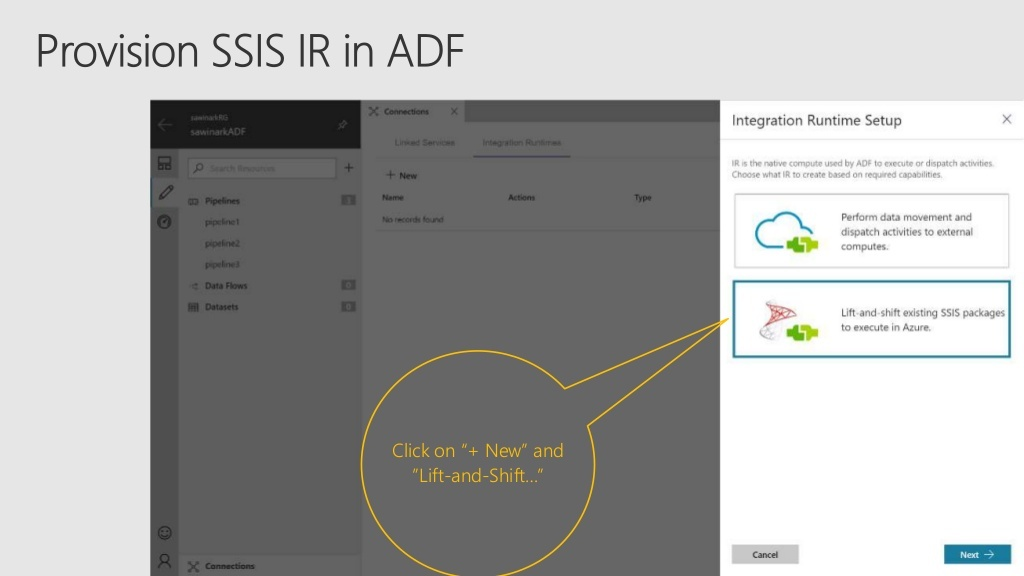 Provision SSIS IR in ADF
sawinarkRG
sawinarkADF
Search Resources
Pipelines
pipeline1
pipeline2
pipeline3
Data Flows
0
Datasets
0
Connections
Connections
Linked Services
Integration Runtimes
+ New
Name Actions Type
No records found
Click on “+ New” and
“Lift-and-Shift…”
Integration Runtime Setup
IR is the native compute used by ADF to execute or dispatch activities.
Choose what IR to create based on required capabilities.
Perform data movement and
dispatch activities to external
computes.
Lift-and-shift existing SSIS packages
to execute in Azure.
Cancel
Next